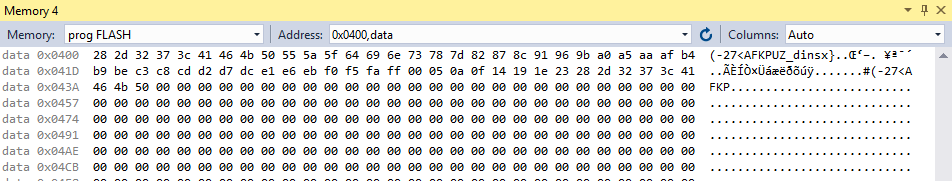 Memory 4
Memory: prog FLASH Address: 0x0400,data Columns: Auto
data 0x0400 28 2d 32 37 3c 41 46 4b 50 55 5a 5f 64 69 6e 73 78 7d 82 87 8c 91 96 9b a0 a5 aa af b4 (-27<AFKPUZ_dinsx}..Œ‘–. ¥ª¯´
data 0x041D b9 be c3 c8 cd d2 d7 dc e1 e6 eb f0 f5 fa ff 00 05 0a 0f 14 19 1e 23 28 2d 32 37 3c 41 ..ÃÈÍÒ×Üáæëðõúÿ.......#(-27<A
data 0x043A 46 4b 50 00 00 00 00 00 00 00 00 00 00 00 00 00 00 00 00 00 00 00 00 00 00 00 00 00 00 FKP..........................
data 0x0457 00 00 00 00 00 00 00 00 00 00 00 00 00 00 00 00 00 00 00 00 00 00 00 00 00 00 00 00 00 .............................
data 0x0474 00 00 00 00 00 00 00 00 00 00 00 00 00 00 00 00 00 00 00 00 00 00 00 00 00 00 00 00 00 .............................
data 0x0491 00 00 00 00 00 00 00 00 00 00 00 00 00 00 00 00 00 00 00 00 00 00 00 00 00 00 00 00 00 .............................
data 0x04AE 00 00 00 00 00 00 00 00 00 00 00 00 00 00 00 00 00 00 00 00 00 00 00 00 00 00 00 00 00 .............................
data 0x04CB 00 00 00 00 00 00 00 00 00 00 00 00 00 00 00 00 00 00 00 00 00 00 00 00 00 00 00 00 00 .............................